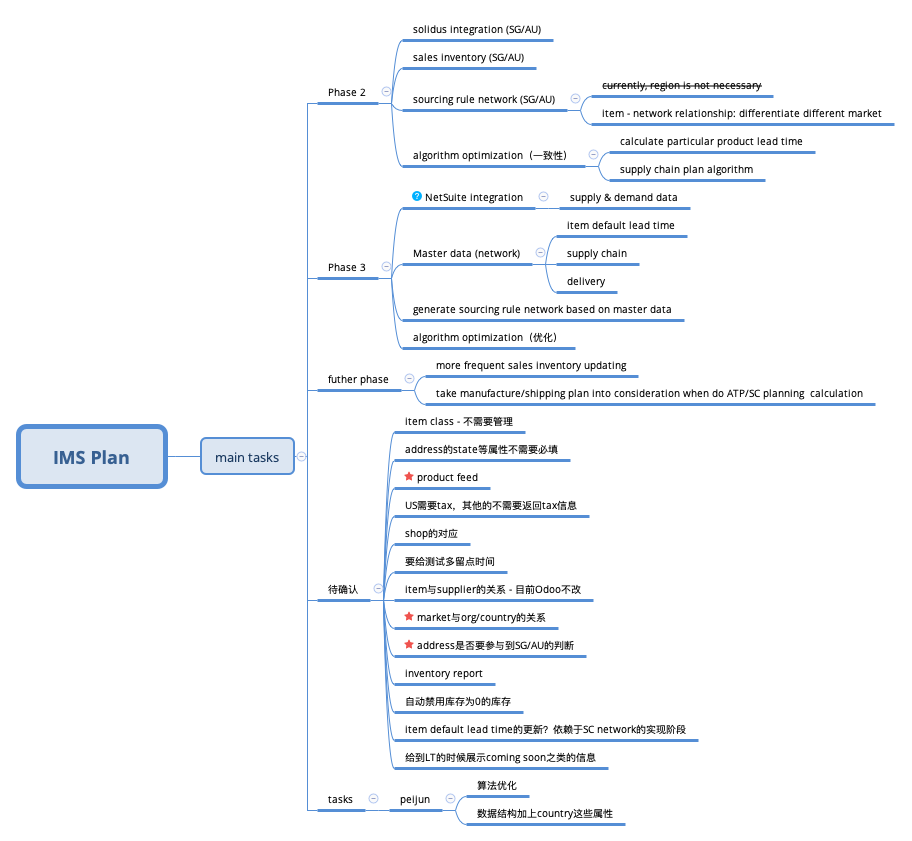 IMS Plan
main tasks
Phase 2
solidus integration (SG/AU)
sales inventory (SG/AU)
sourcing rule network (SG/AU)
currently, region is not necessary
item - network relationship: differentiate different market
algorithm optimization（一致性）
calculate particular product lead time
supply chain plan algorithm
Phase 3
NetSuite integration
supply & demand data
Master data (network)
item default lead time
supply chain
delivery
generate sourcing rule network based on master data
algorithm optimization（优化）
futher phase
more frequent sales inventory updating
take manufacture/shipping plan into consideration when do ATP/SC planning  calculation
待确认
item class - 不需要管理
address的state等属性不需要必填
product feed
US需要tax，其他的不需要返回tax信息
shop的对应
要给测试多留点时间
item与supplier的关系 - 目前Odoo不改
market与org/country的关系
address是否要参与到SG/AU的判断
inventory report
自动禁用库存为0的库存
item default lead time的更新？依赖于SC network的实现阶段
给到LT的时候展示coming soon之类的信息
tasks
peijun
算法优化
数据结构加上country这些属性